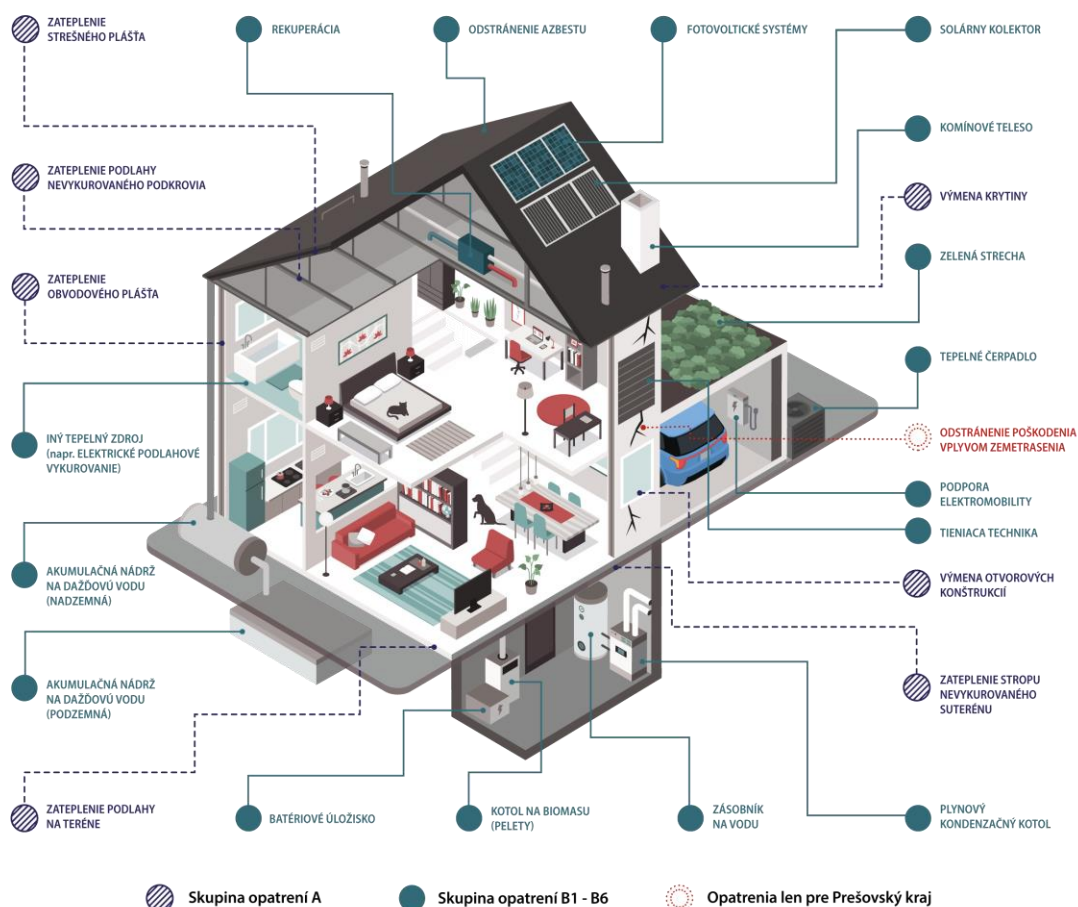 ZATEPLENIE
STREŠNÉHO PLÁŠŤA
REKUPERÁCIA
ODSTRÁNENIE AZBESTU
FOTOVOLTICKÉ SYSTÉMY
SOLÁRNY KOLEKTOR
KOMÍNOVÉ TELESO
ZATEPLENIE PODLAHY
NEVYKUROVANÉHO PODKROVIA
VÝMENA KRYTINY
ZELENÁ STRECHA
ZATEPLENIE
OBVODOVÉHO PLÁŠŤA
TEPELNÉ ČERPADLO
INÝ TEPELNÝ ZDROJ
(napr. ELEKTRICKÉ PODLAHOVÉ
VYKUROVANIE)
ODSTRÁNENIE POŠKODENIA
VPLYVOM ZEMETRASENIA
PODPORA
ELEKTROMOBILITY
TIENIACA TECHNIKA
AKUMULAČNÁ NÁDRŽ
NA DAŽĎOVÚ VODU
(NADZEMNÁ)
VÝMENA OTVOROVÝCH
KONŠTRUKCIÍ
AKUMULAČNÁ NÁDRŽ
NA DAŽĎOVÚ VODU
(PODZEMNÁ)
ZATEPLENIE STROPU
NEVYKUROVANÉHO
SUTERÉNU
ZATEPLENIE PODLAHY
NA TERÉNE
BATÉRIOVÉ ÚLOŽISKO
KOTOL NA BIOMASU
(PELETY)
ZÁSOBNÍK
NA VODU
PLYNOVÝ
KONDENZAČNÝ KOTOL
Skupina opatrení A
Skupina opatrení B1 - B6
Opatrenia len pre Prešovský kraj